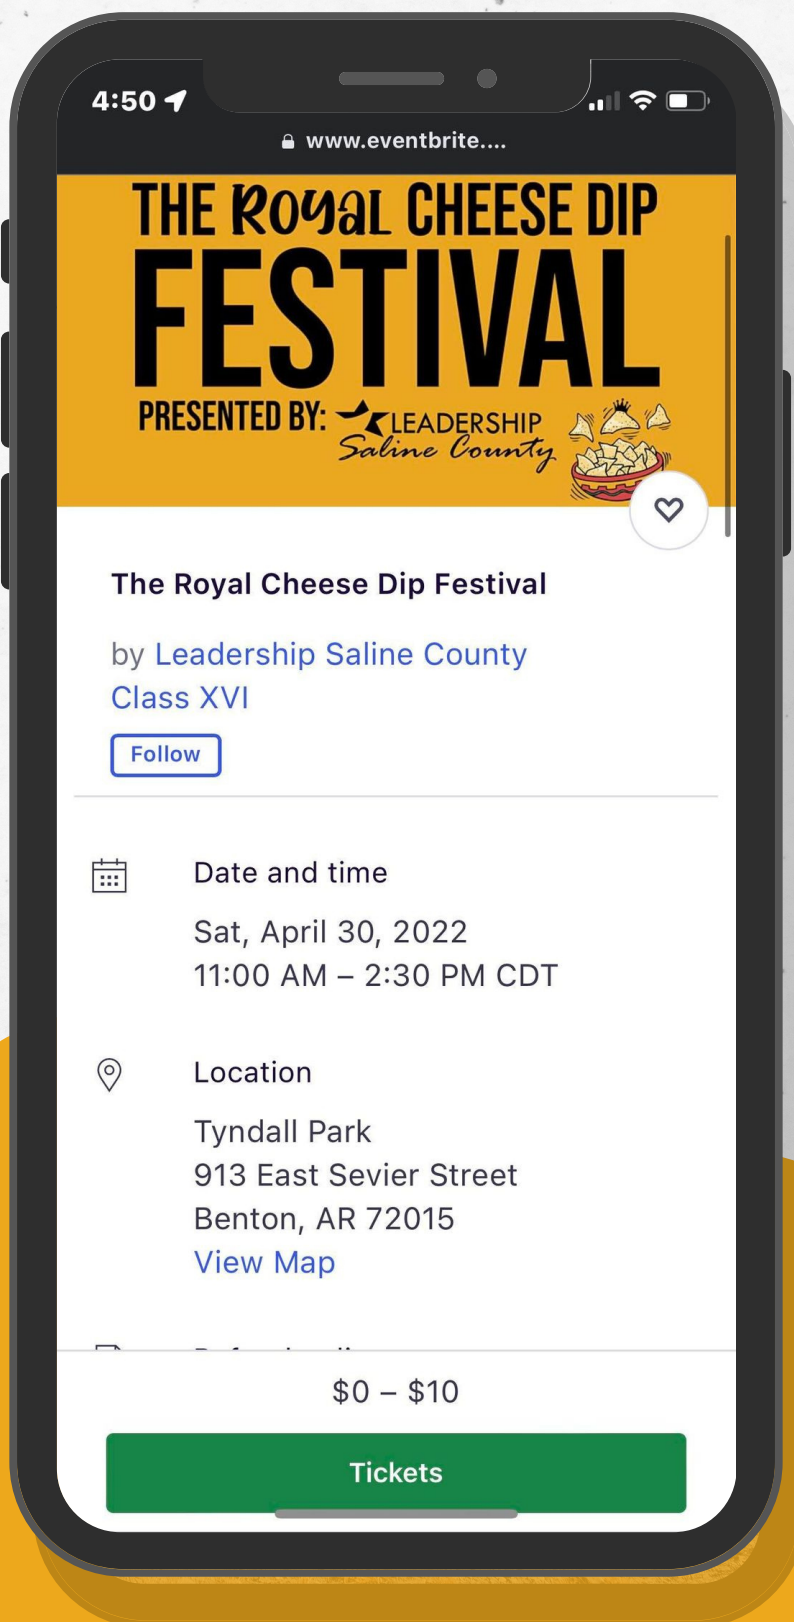 4:50
www.eventbrite....
THE ROYAL CHEESE DIP
FESTIVAL
PRESENTED BY:
LEADERSHIP
Saline County
The Royal Cheese Dip Festival
by Leadership Saline County
Class XVI
Follow
Date and time
Sat, April 30, 2022
11:00 AM – 2:30 PM CDT
Location
Tyndall Park
913 East Sevier Street
Benton, AR 72015
View Map
$0 – $10
Tickets